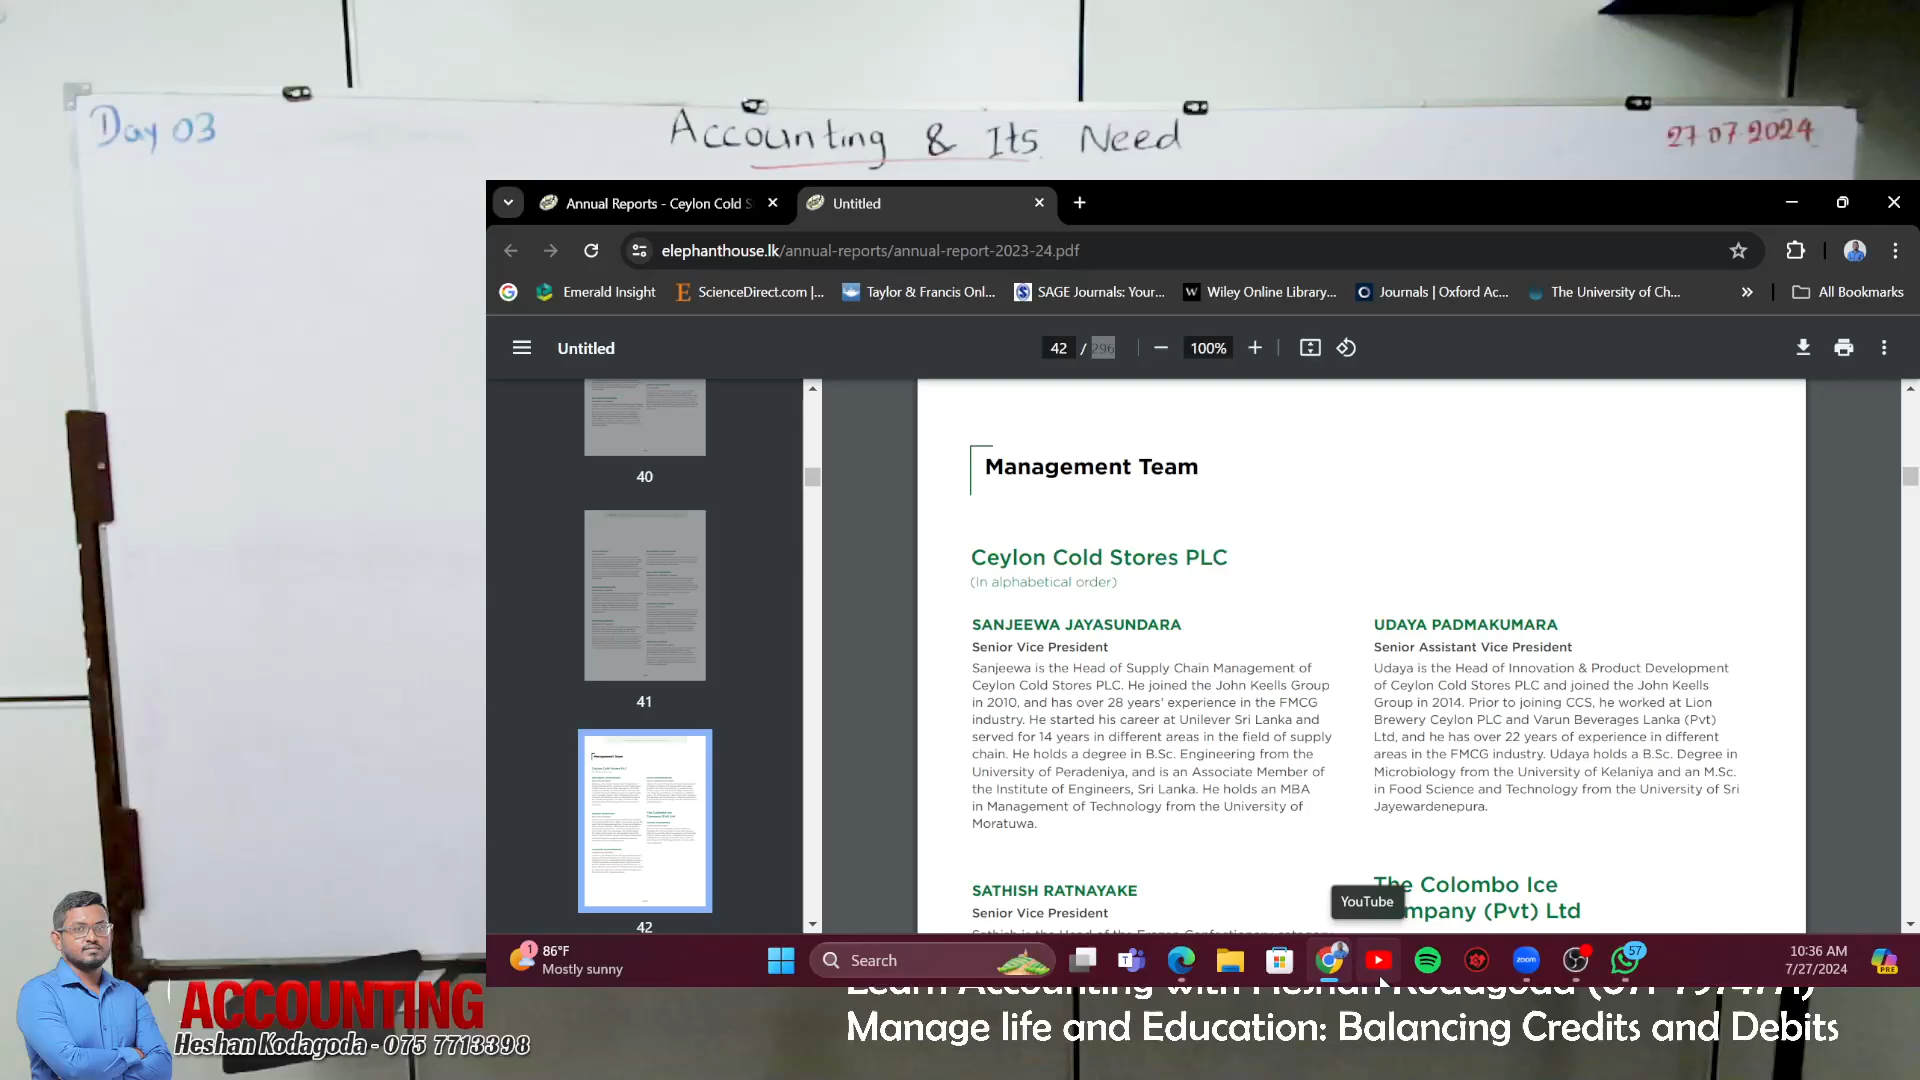 Day 03
Accounting & Its Need
27.07.2024
Annual Reports - Ceylon Cold S
Untitled
elephanthouse.lk/annual-reports/annual-report-2023-24.pdf
Emerald Insight
ScienceDirect.com |...
Taylor & Francis Onl...
SAGE Journals: Your...
Wiley Online Library...
Journals | Oxford Ac...
The University of Ch...
»
All Bookmarks
Untitled
42 / 296
100%
40
41
42
Management Team
Ceylon Cold Stores PLC
(In alphabetical order)
SANJEEWA JAYASUNDARA
Senior Vice President
Sanjeewa is the Head of Supply Chain Management of
Ceylon Cold Stores PLC. He joined the John Keells Group
in 2010, and has over 28 years' experience in the FMCG
industry. He started his career at Unilever Sri Lanka and
served for 14 years in different areas in the field of supply
chain. He holds a degree in B.Sc. Engineering from the
University of Peradeniya, and is an Associate Member of
the Institute of Engineers, Sri Lanka. He holds an MBA
in Management of Technology from the University of
Moratuwa.
SATHISH RATNAYAKE
Senior Vice President
UDAYA PADMAKUMARA
Senior Assistant Vice President
Udaya is the Head of Innovation & Product Development
of Ceylon Cold Stores PLC and joined the John Keells
Group in 2014. Prior to joining CCS, he worked at Lion
Brewery Ceylon PLC and Varun Beverages Lanka (Pvt)
Ltd, and he has over 22 years of experience in different
areas in the FMCG industry. Udaya holds a B.Sc. Degree in
Microbiology from the University of Kelaniya and an M.Sc.
in Food Science and Technology from the University of Sri
Jayewardenepura.
The Colombo Ice
mpany (Pvt) Ltd
YouTube
1
86°F
Mostly sunny
Search
zoom
57
10:36 AM
7/27/2024
PRE
ACCOUNTING
Heshan Kodagoda - 075 7713398
Learn Accounting with Heshan Kodagoda
Manage life and Education: Balancing Credits and Debits